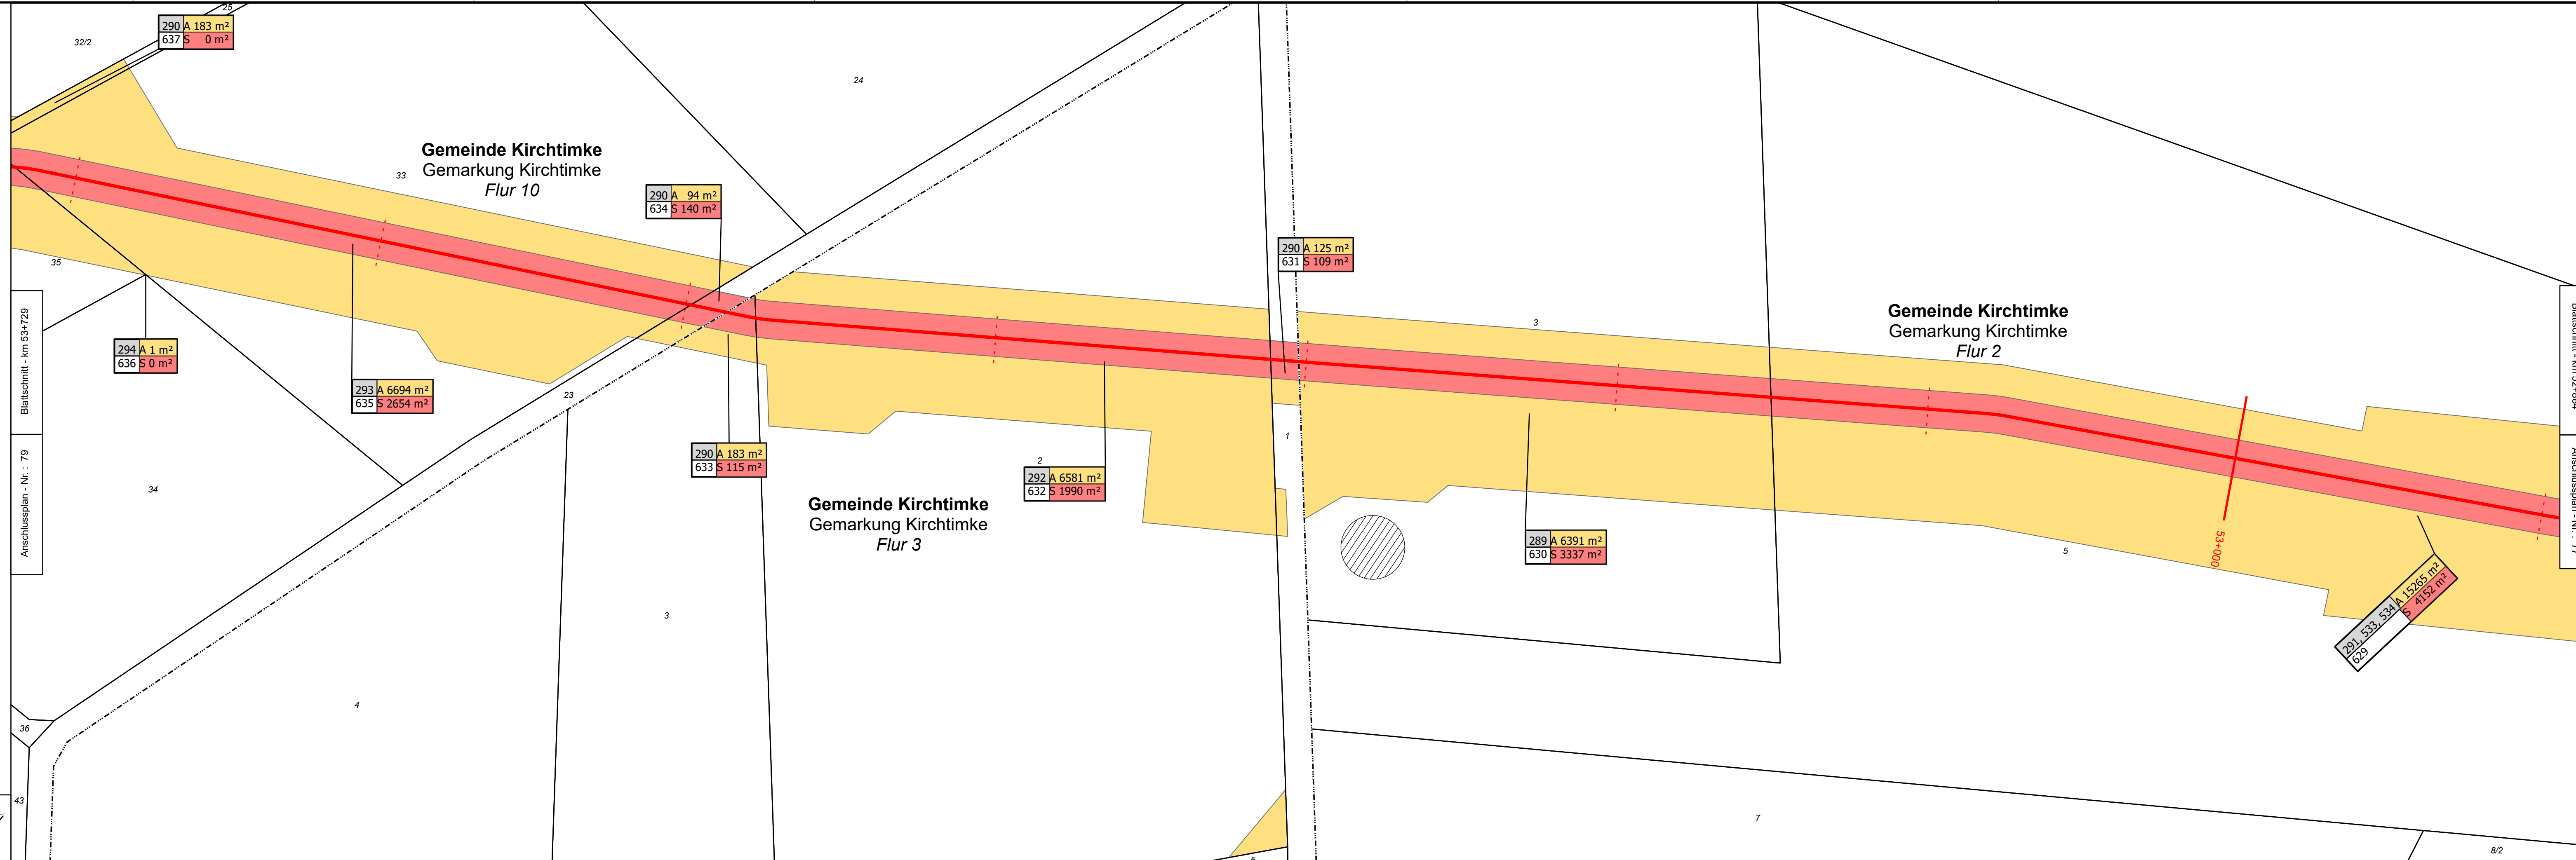 25
32/2
290 A 183 m²
637 S 0 m²
24
33
Gemeinde Kirchtimke
Gemarkung Kirchtimke
Flur 10
290 A 94 m²
634 S 140 m²
290 A 125 m²
631 S 109 m²
35
Blattschnitt - km 53+729
Anschlussplan - Nr. : 79
294 A 1 m²
636 S 0 m²
293 A 6694 m²
635 S 2654 m²
23
3
Gemeinde Kirchtimke
Gemarkung Kirchtimke
Flur 2
290 A 183 m²
633 S 115 m²
1
2
292 A 6581 m²
632 S 1990 m²
34
Gemeinde Kirchtimke
Gemarkung Kirchtimke
Flur 3
289 A 6391 m²
630 S 3337 m²
53+000
5
291, 533, 534 A 15265 m²
629 S 4152 m²
3
4
36
43
7
8/2